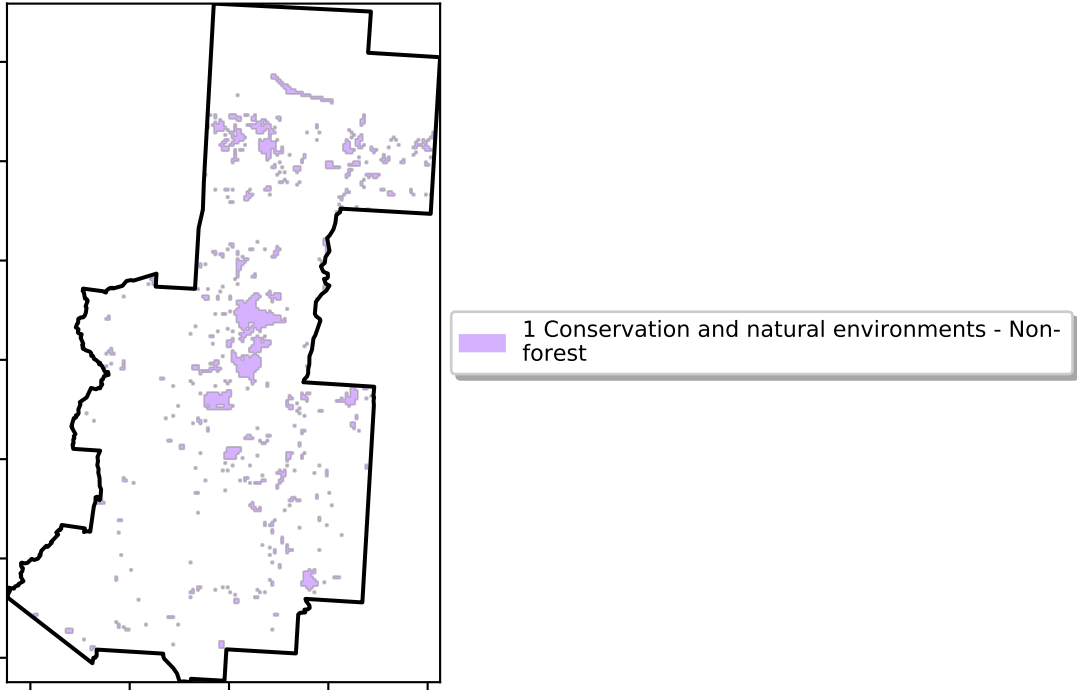 1 Conservation and natural environments - Non-
forest